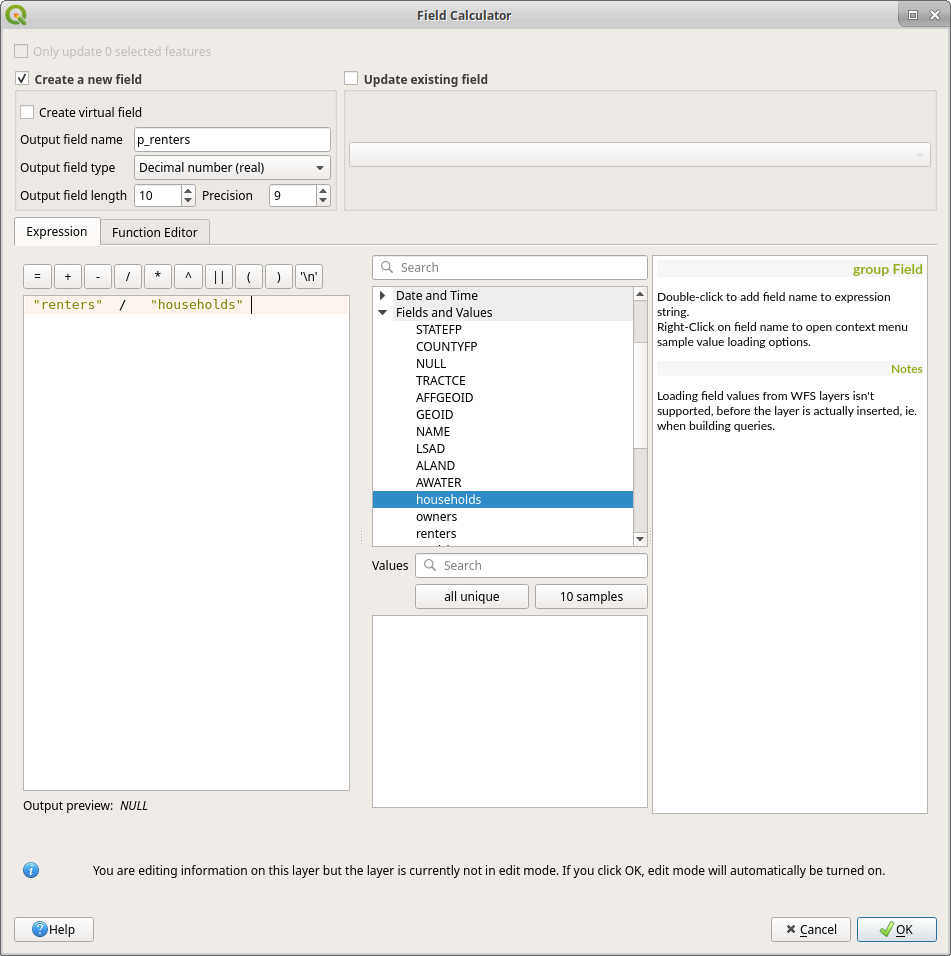 Field Calculator
Only update 0 selected features
Create a new field
Update existing field
Create virtual field
Output field name p_renters
Output field type Decimal number (real)
Output field length 10 Precision 9
Expression Function Editor
= + - / * ^ || ( ) '\n'
"renters" / "households"
Output preview: NULL
Search
Date and Time
Fields and Values
STATEFP
COUNTYFP
NULL
TRACTCE
AFFGEOID
GEOID
NAME
LSAD
ALAND
AWATER
households
owners
renters
Values Search
all unique 10 samples
group Field
Double-click to add field name to expression
string.
Right-Click on field name to open context menu
sample value loading options.
Notes
Loading field values from WFS layers isn't
supported, before the layer is actually inserted, ie.
when building queries.
You are editing information on this layer but the layer is currently not in edit mode. If you click OK, edit mode will automatically be turned on.
Help Cancel OK